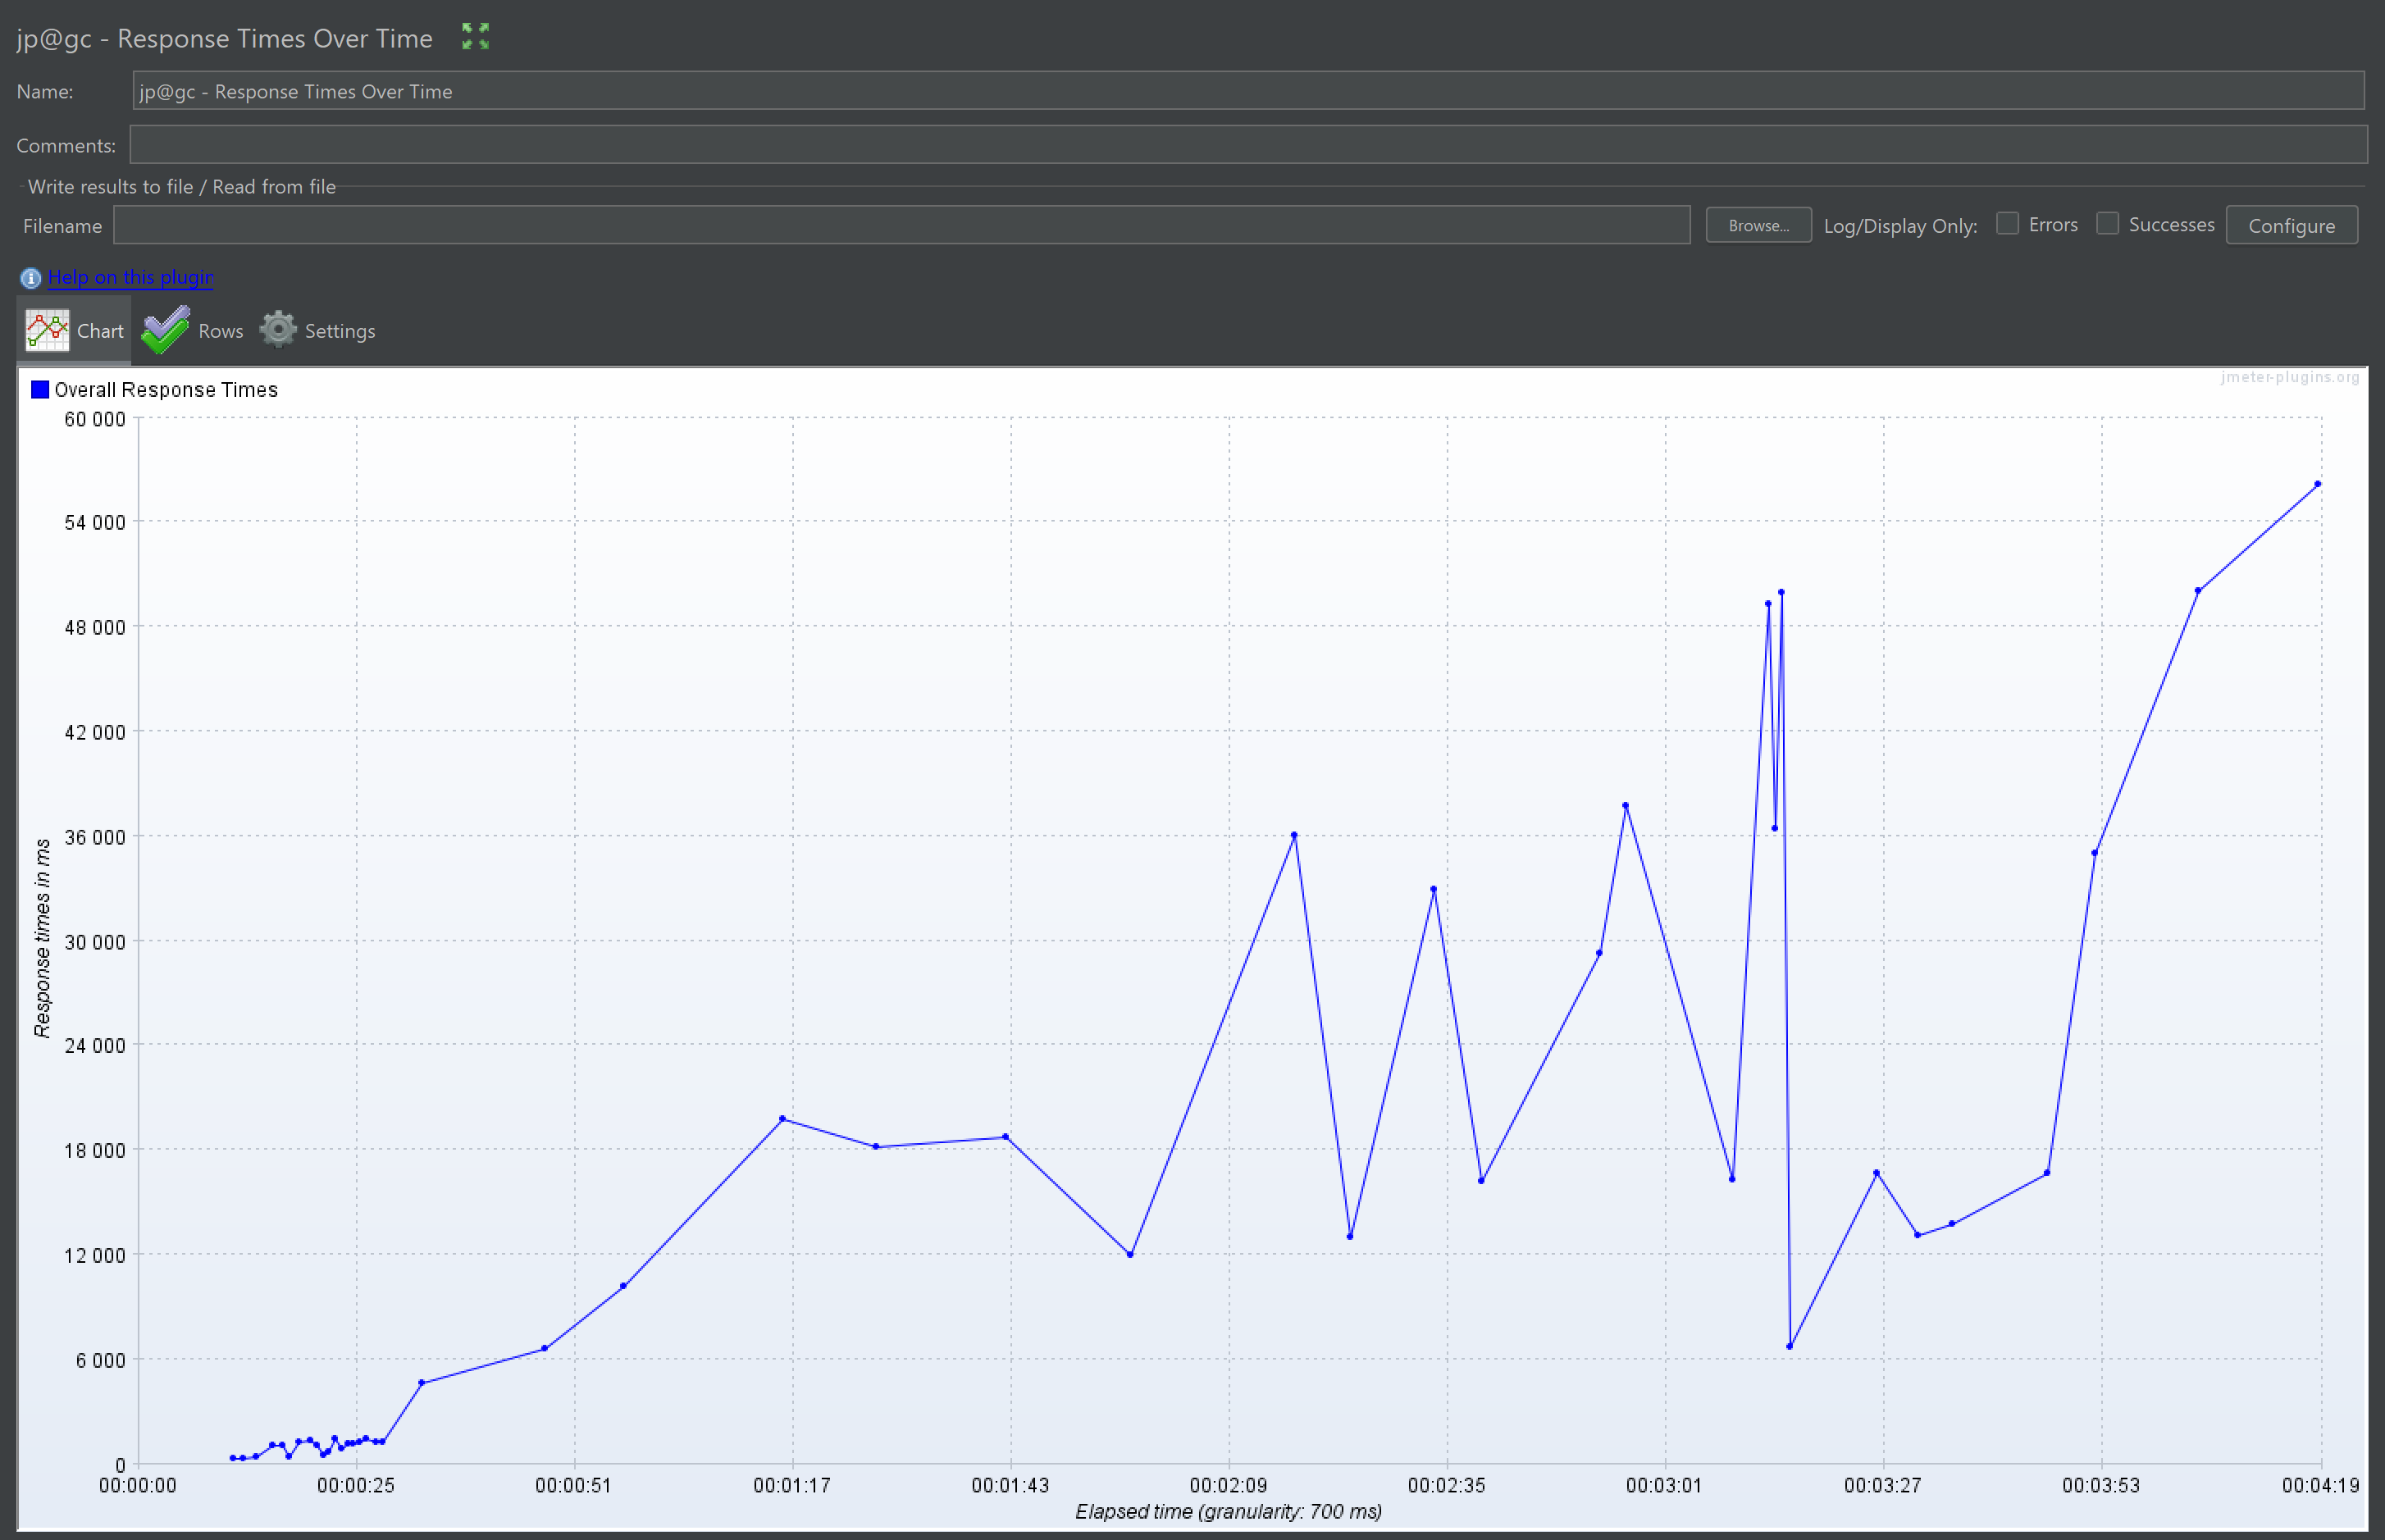 jp@gc - Response Times Over Time
Name: jp@gc - Response Times Over Time
Comments:
Write results to file / Read from file
Filename Browse... Log/Display Only: Errors Successes Configure
Help on this plugin
Chart Rows Settings
jmeter-plugins.org
Overall Response Times
60 000
54 000
48 000
42 000
36 000
30 000
24 000
18 000
12 000
6 000
0
Response times in ms
00:00:00 00:00:25 00:00:51 00:01:17 00:01:43 00:02:09 00:02:35 00:03:01 00:03:27 00:03:53 00:04:19
Elapsed time (granularity: 700 ms)